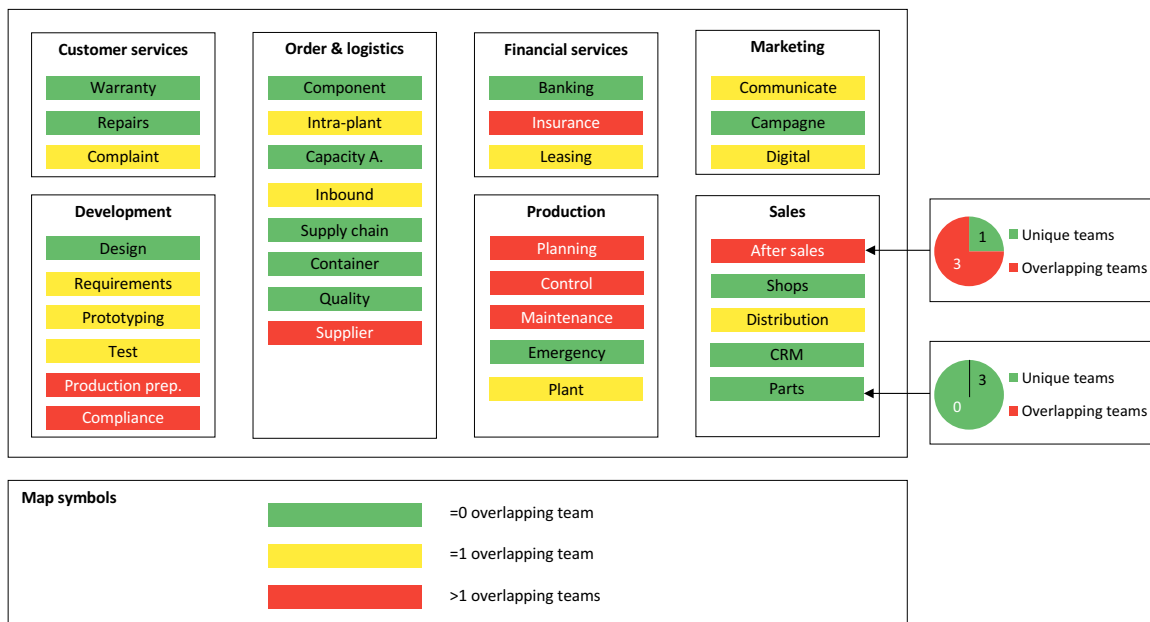 Customer services
Warranty
Repairs
Complaint
Order & logistics
Component
Intra-plant
Capacity A.
Inbound
Supply chain
Container
Quality
Supplier
Financial services
Banking
Insurance
Leasing
Marketing
Communicate
Campagne
Digital
Development
Design
Requirements
Prototyping
Test
Production prep.
Compliance
Production
Planning
Control
Maintenance
Emergency
Plant
Sales
After sales
Shops
Distribution
CRM
Parts
1
3
Unique teams
Overlapping teams
3
0
Unique teams
Overlapping teams
Map symbols
=0 overlapping team
=1 overlapping team
>1 overlapping teams